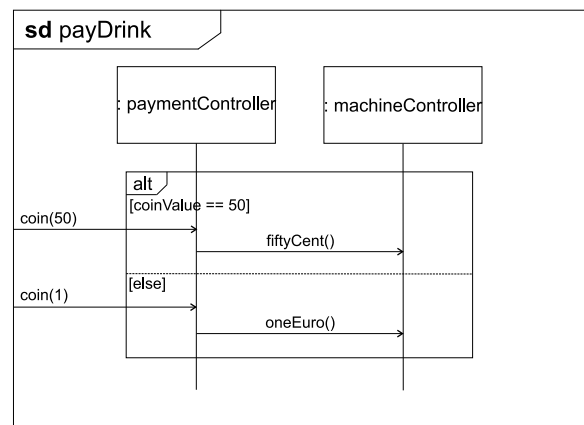 sd payDrink
: paymentController
: machineController
alt
[coinValue == 50]
coin(50)
fiftyCent()
[else]
coin(1)
oneEuro()